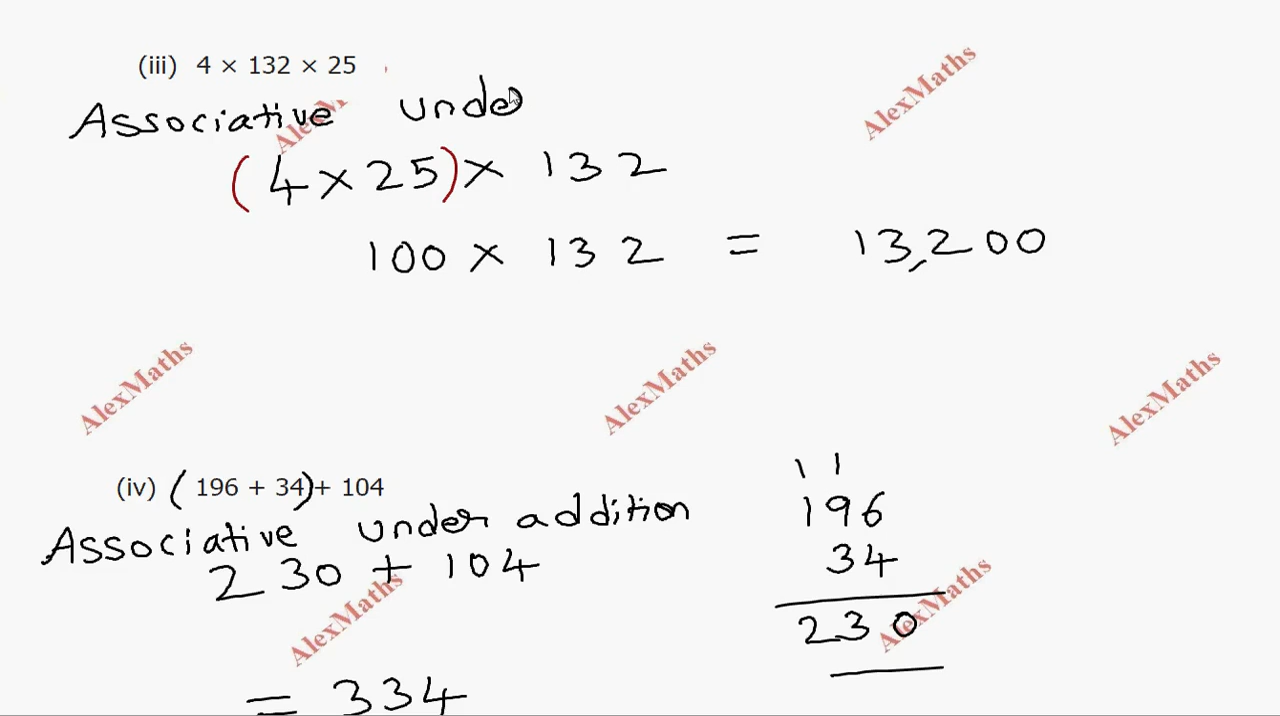 (iii) 4 × 132 × 25
Associative unde
(4 × 25) × 132
100 × 132 = 13,200
(iv) (196 + 34) + 104
Associative under addition
230 + 104
= 334
1 1
196
34
230
AlexMaths
AlexM
AlexMaths
AlexMaths
AlexMaths
AlexMaths
AlexMaths